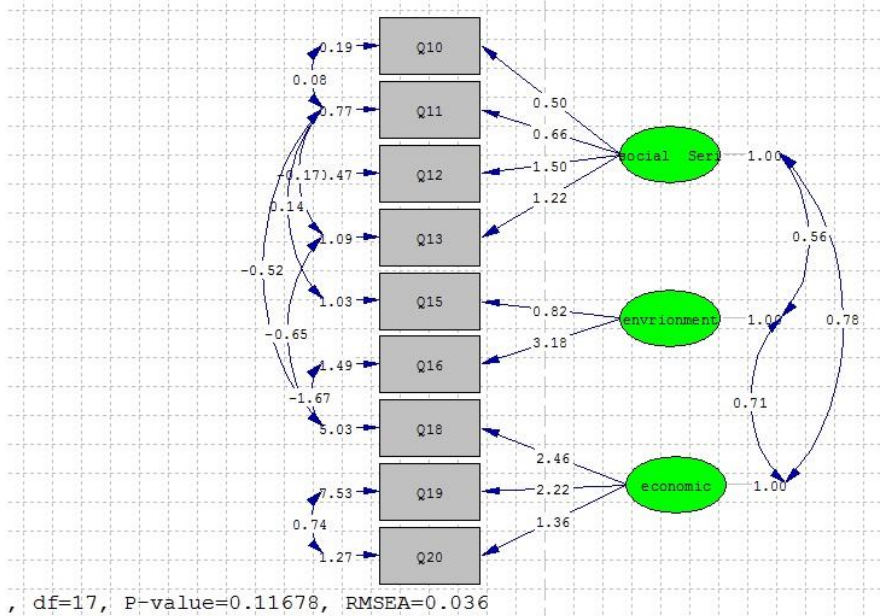 0.19 Q10
0.08
0.50
0.77 Q11
0.66
social Seri 1.00
-0.17 0.47 Q12
1.50
0.14
1.22
1.09 Q13
0.56
-0.52
1.03 Q15
0.82
envrionment 1.00
0.78
-0.65
3.18
1.49 Q16
-1.67
0.71
5.03 Q18
2.46
economic 1.00
7.53 Q19
2.22
0.74
1.36
1.27 Q20
, df=17, P-value=0.11678, RMSEA=0.036